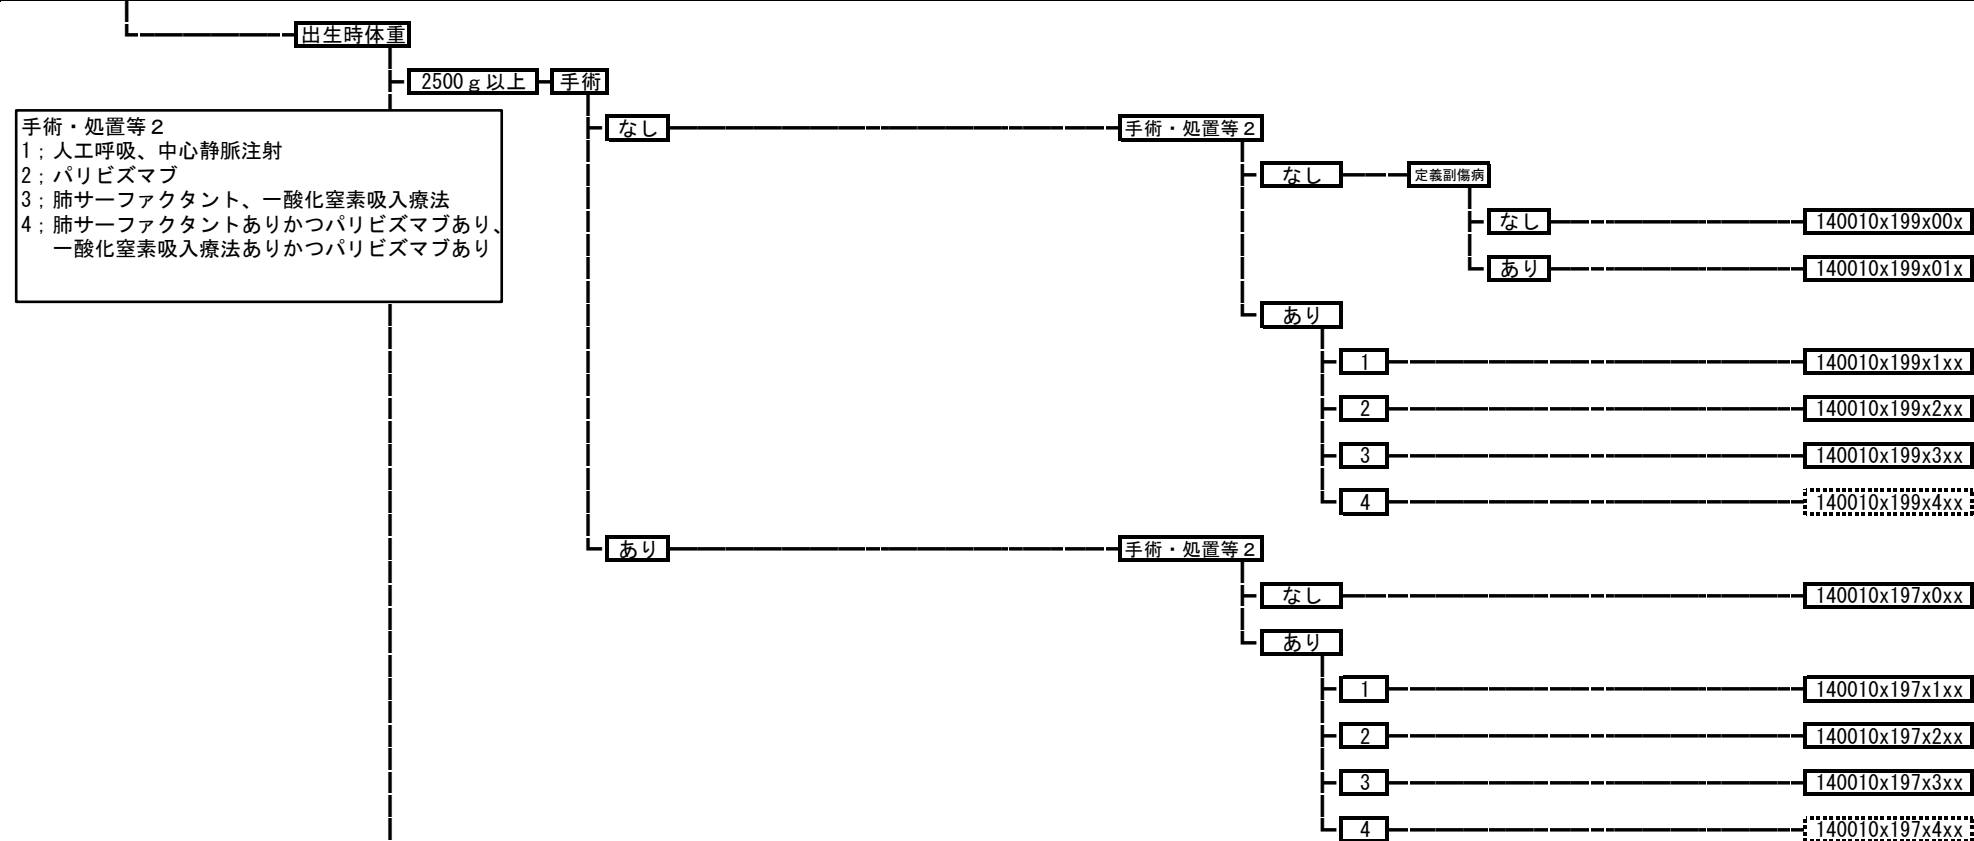 出生時体重
2500ｇ以上
手術
手術・処置等２
1；人工呼吸、中心静脈注射
2；パリビズマブ
3；肺サーファクタント、一酸化窒素吸入療法
4；肺サーファクタントありかつパリビズマブあり、
一酸化窒素吸入療法ありかつパリビズマブあり
なし
手術・処置等２
なし
定義副傷病
なし
140010x199x00x
あり
140010x199x01x
あり
1
140010x199x1xx
2
140010x199x2xx
3
140010x199x3xx
4
140010x199x4xx
あり
手術・処置等２
なし
140010x197x0xx
あり
1
140010x197x1xx
2
140010x197x2xx
3
140010x197x3xx
4
140010x197x4xx